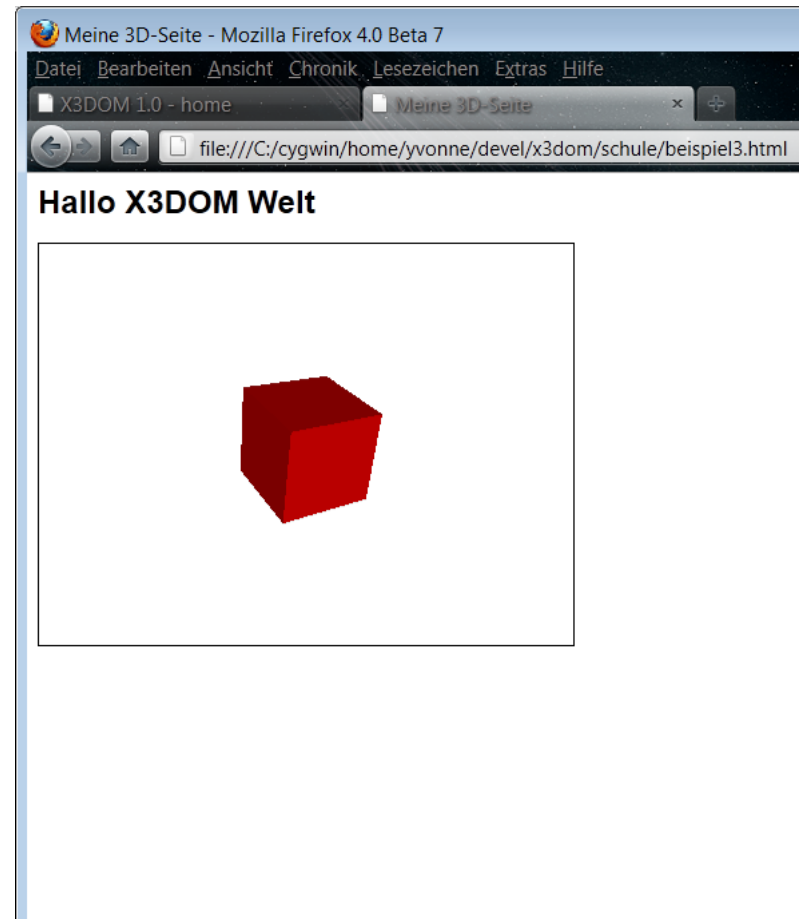 Meine 3D-Seite - Mozilla Firefox 4.0 Beta 7
Datei Bearbeiten Ansicht Chronik Lesezeichen Extras Hilfe
X3DOM 1.0 - home Meine 3D-Seite
file:///C:/cygwin/home/yvonne/devel/x3dom/schule/beispiel3.html
Hallo X3DOM Welt